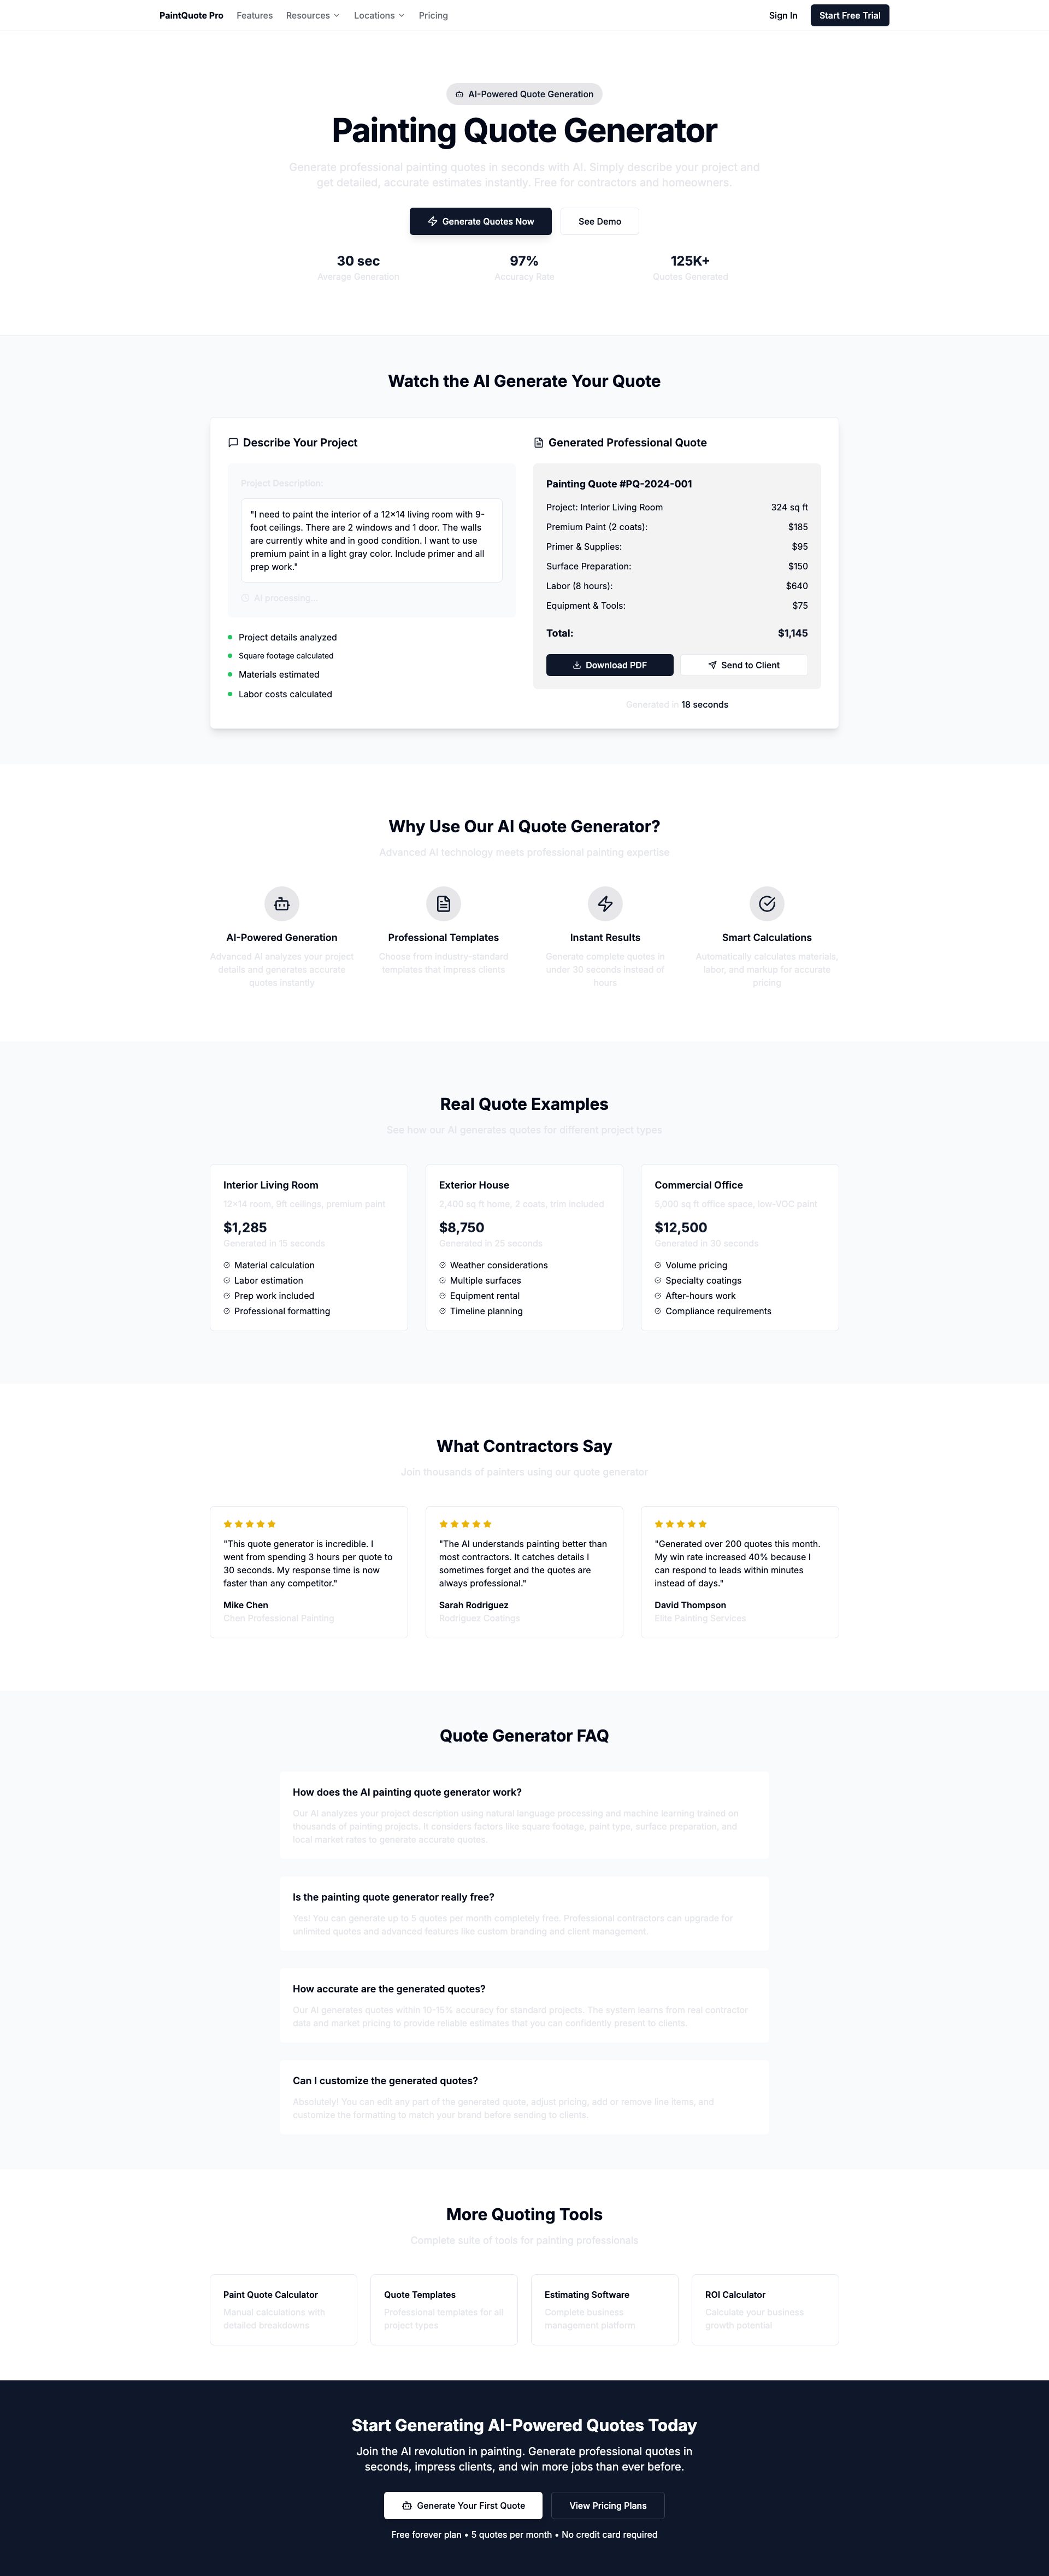 PaintQuote Pro
Features
Resources
Locations
Pricing
Sign In
Start Free Trial
AI-Powered Quote Generation
Painting Quote Generator
Generate professional painting quotes in seconds with AI. Simply describe your project and
get detailed, accurate estimates instantly. Free for contractors and homeowners.
Generate Quotes Now
See Demo
30 sec
Average Generation
97%
Accuracy Rate
125K+
Quotes Generated
Watch the AI Generate Your Quote
Describe Your Project
Project Description:
"I need to paint the interior of a 12×14 living room with 9-
foot ceilings. There are 2 windows and 1 door. The walls
are currently white and in good condition. I want to use
premium paint in a light gray color. Include primer and all
prep work."
AI processing...
Project details analyzed
Square footage calculated
Materials estimated
Labor costs calculated
Generated Professional Quote
Painting Quote #PQ-2024-001
Project: Interior Living Room 324 sq ft
Premium Paint (2 coats): $185
Primer & Supplies: $95
Surface Preparation: $150
Labor (8 hours): $640
Equipment & Tools: $75
Total: $1,145
Download PDF
Send to Client
Generated in 18 seconds
Why Use Our AI Quote Generator?
Advanced AI technology meets professional painting expertise
AI-Powered Generation
Advanced AI analyzes your project
details and generates accurate
quotes instantly
Professional Templates
Choose from industry-standard
templates that impress clients
Instant Results
Generate complete quotes in
under 30 seconds instead of
hours
Smart Calculations
Automatically calculates materials,
labor, and markup for accurate
pricing
Real Quote Examples
See how our AI generates quotes for different project types
Interior Living Room
12×14 room, 9ft ceilings, premium paint
$1,285
Generated in 15 seconds
Material calculation
Labor estimation
Prep work included
Professional formatting
Exterior House
2,400 sq ft home, 2 coats, trim included
$8,750
Generated in 25 seconds
Weather considerations
Multiple surfaces
Equipment rental
Timeline planning
Commercial Office
5,000 sq ft office space, low-VOC paint
$12,500
Generated in 30 seconds
Volume pricing
Specialty coatings
After-hours work
Compliance requirements
What Contractors Say
Join thousands of painters using our quote generator
"This quote generator is incredible. I
went from spending 3 hours per quote to
30 seconds. My response time is now
faster than any competitor."
Mike Chen
Chen Professional Painting
"The AI understands painting better than
most contractors. It catches details I
sometimes forget and the quotes are
always professional."
Sarah Rodriguez
Rodriguez Coatings
"Generated over 200 quotes this month.
My win rate increased 40% because I
can respond to leads within minutes
instead of days."
David Thompson
Elite Painting Services
Quote Generator FAQ
How does the AI painting quote generator work?
Our AI analyzes your project description using natural language processing and machine learning trained on
thousands of painting projects. It considers factors like square footage, paint type, surface preparation, and
local market rates to generate accurate quotes.
Is the painting quote generator really free?
Yes! You can generate up to 5 quotes per month completely free. Professional contractors can upgrade for
unlimited quotes and advanced features like custom branding and client management.
How accurate are the generated quotes?
Our AI generates quotes within 10-15% accuracy for standard projects. The system learns from real contractor
data and market pricing to provide reliable estimates that you can confidently present to clients.
Can I customize the generated quotes?
Absolutely! You can edit any part of the generated quote, adjust pricing, add or remove line items, and
customize the formatting to match your brand before sending to clients.
More Quoting Tools
Complete suite of tools for painting professionals
Paint Quote Calculator
Manual calculations with
detailed breakdowns
Quote Templates
Professional templates for all
project types
Estimating Software
Complete business
management platform
ROI Calculator
Calculate your business
growth potential
Start Generating AI-Powered Quotes Today
Join the AI revolution in painting. Generate professional quotes in
seconds, impress clients, and win more jobs than ever before.
Generate Your First Quote
View Pricing Plans
Free forever plan • 5 quotes per month • No credit card required